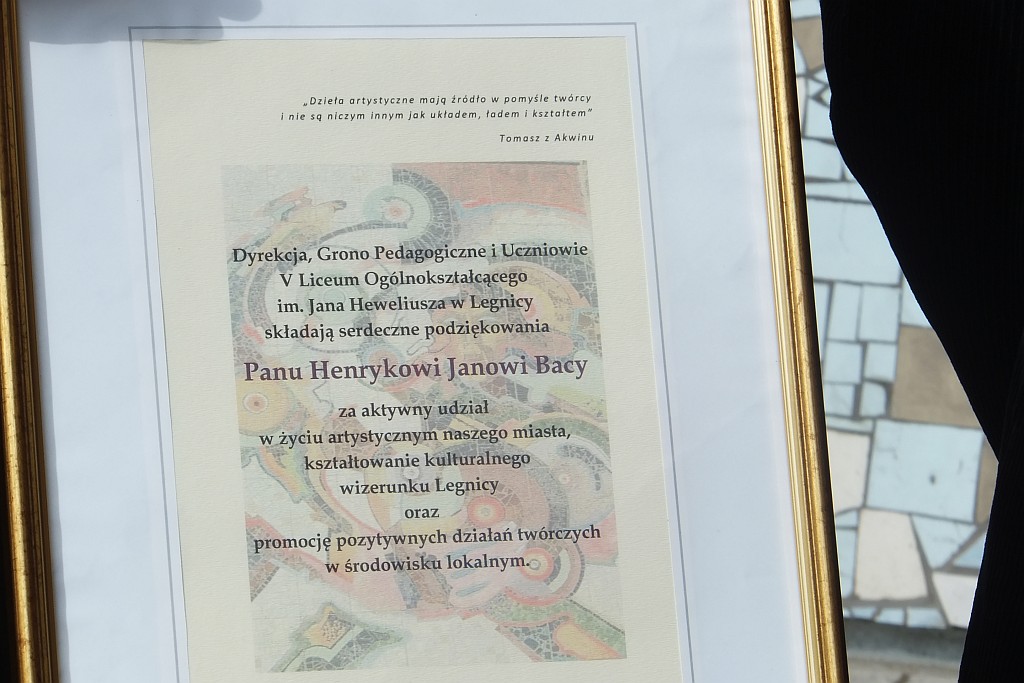 „Dzieła artystyczne mają źródło w pomyśle twórcy
i nie są niczym innym jak układem, ładem i kształtem”
Tomasz z Akwinu
Dyrekcja, Grono Pedagogiczne i Uczniowie
V Liceum Ogólnokształcącego
im. Jana Heweliusza w Legnicy
składają serdeczne podziękowania
Panu Henrykowi Janowi Bacy
za aktywny udział
w życiu artystycznym naszego miasta,
kształtowanie kulturalnego
wizerunku Legnicy
oraz
promocję pozytywnych działań twórczych
w środowisku lokalnym.